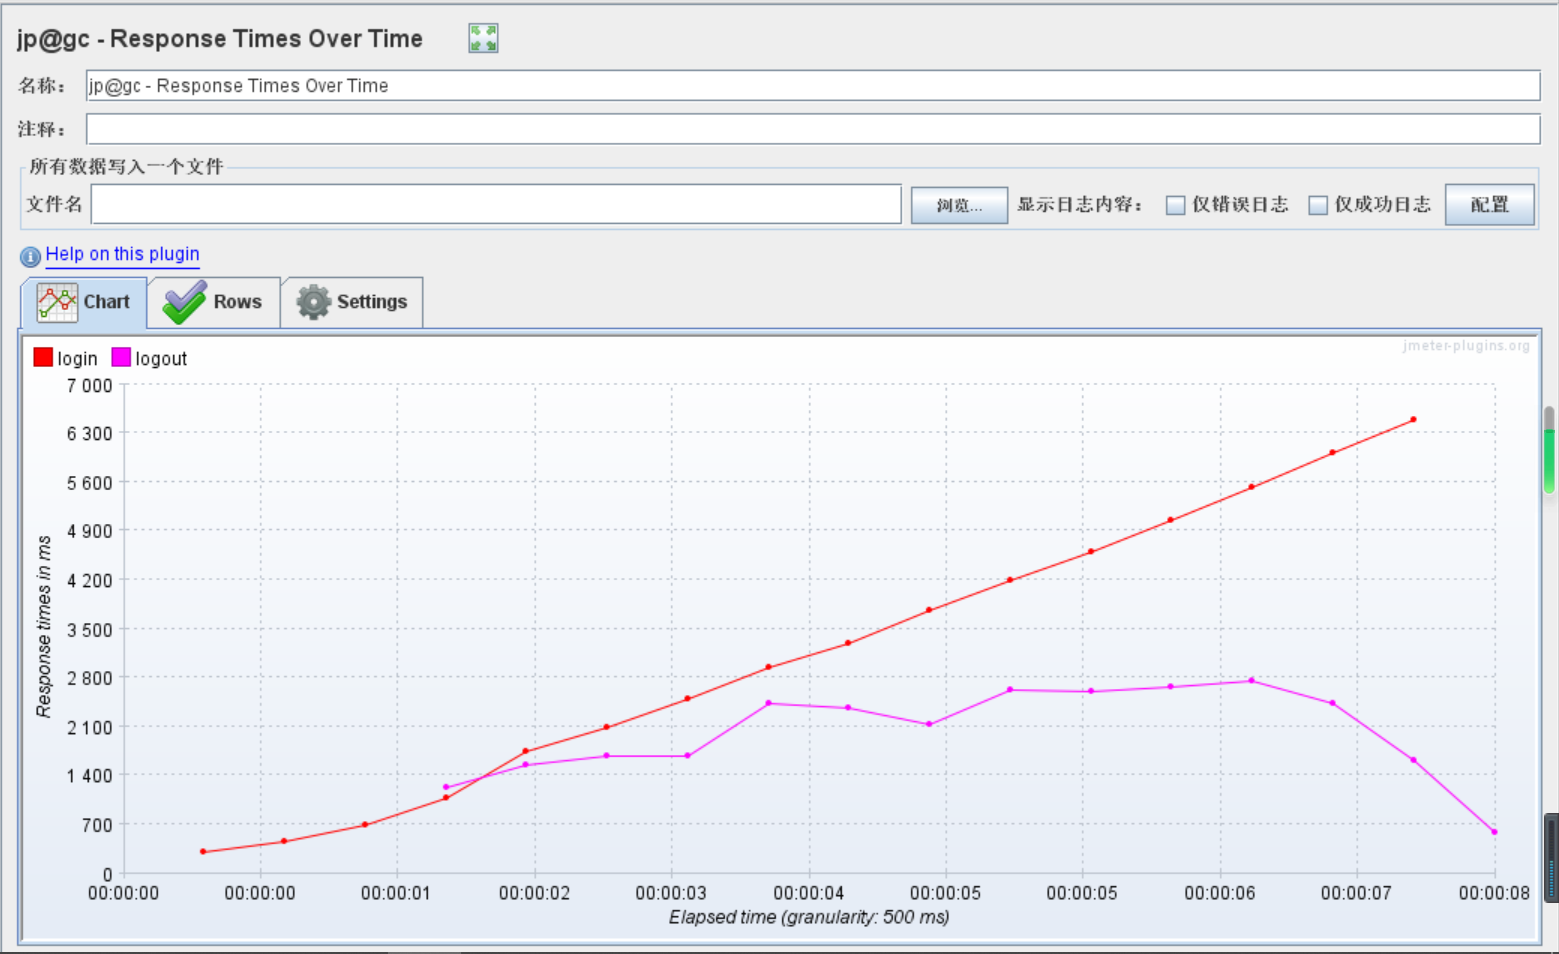 jp@gc - Response Times Over Time
名称： jp@gc - Response Times Over Time
注释：
所有数据写入一个文件
文件名 浏览... 显示日志内容： 仅错误日志 仅成功日志 配置
Help on this plugin
Chart Rows Settings
login logout
jmeter-plugins.org
7 000
6 300
5 600
4 900
4 200
3 500
2 800
2 100
1 400
700
0
Response times in ms
00:00:00 00:00:00 00:00:01 00:00:02 00:00:03 00:00:04 00:00:05 00:00:05 00:00:06 00:00:07 00:00:08
Elapsed time (granularity: 500 ms)